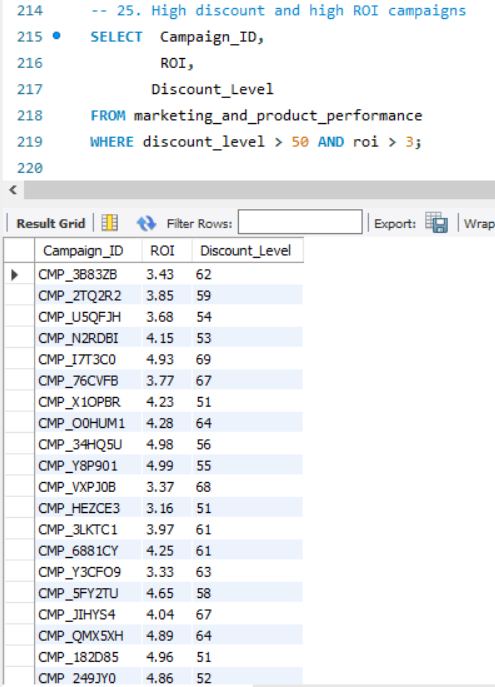 214 -- 25. High discount and high ROI campaigns
215 SELECT Campaign_ID,
216 ROI,
217 Discount_Level
218 FROM marketing_and_product_performance
219 WHERE discount_level > 50 AND roi > 3;
220
<
Result Grid Filter Rows: Export: Wrap
Campaign_ID ROI Discount_Level
CMP_3B83ZB 3.43 62
CMP_2TQ2R2 3.85 59
CMP_U5QFJH 3.68 54
CMP_N2RDBI 4.15 53
CMP_I7T3C0 4.93 69
CMP_76CVFB 3.77 67
CMP_X1OPBR 4.23 51
CMP_O0HUM1 4.28 64
CMP_34HQ5U 4.98 56
CMP_Y8P901 4.99 55
CMP_VXPJ0B 3.37 68
CMP_HEZCE3 3.16 51
CMP_3LKTC1 3.97 61
CMP_6881CY 4.25 61
CMP_Y3CFO9 3.33 63
CMP_5FY2TU 4.65 58
CMP_JIHYS4 4.04 67
CMP_QMX5XH 4.89 64
CMP_182D85 4.96 51
CMP_249JY0 4.86 52